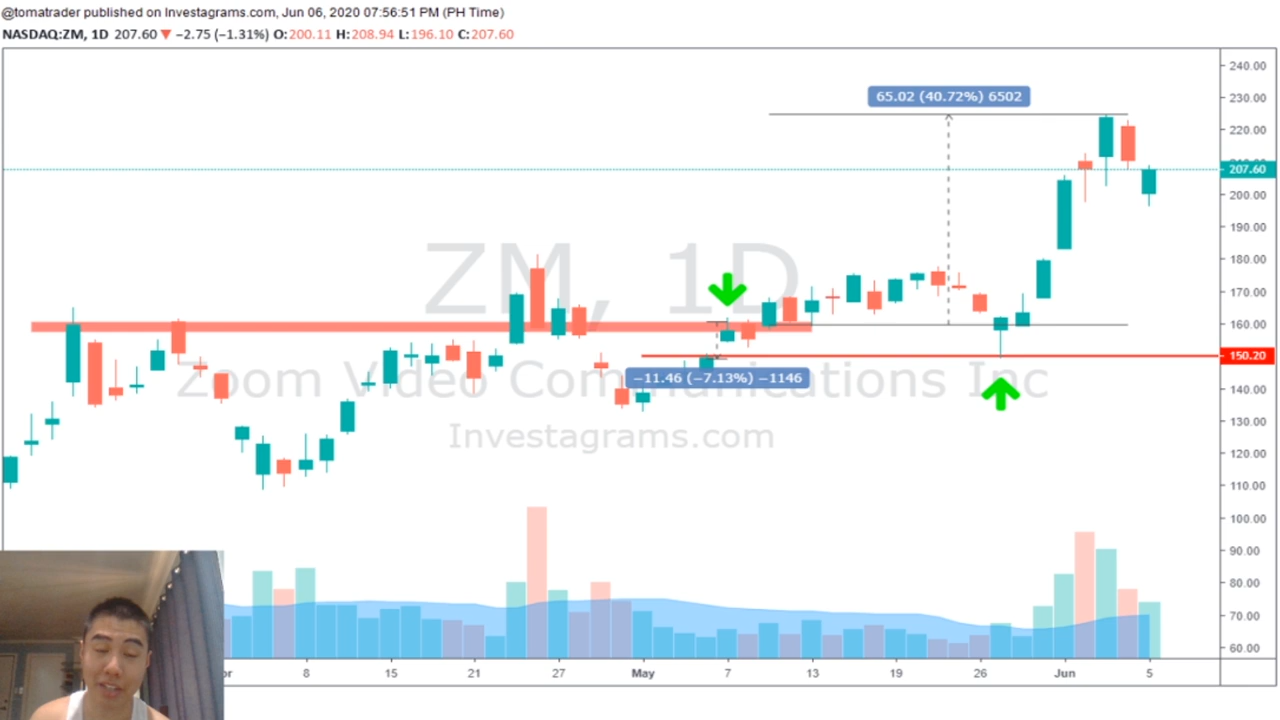 @tomatrader published on Investagrams.com, Jun 06, 2020 07:56:51 PM (PH Time)
NASDAQ:ZM, 1D 207.60 ▼ −2.75 (−1.31%) O:200.11 H:208.94 L:196.10 C:207.60
240.00
65.02 (40.72%) 6502
230.00
220.00
207.60
200.00
190.00
ZM, 1D
180.00
170.00
160.00
150.20
−11.46 (−7.13%) −1146
Zoom Video Communications Inc
140.00
130.00
Investagrams.com
120.00
110.00
100.00
90.00
80.00
70.00
60.00
8 15 21 27 May 7 13 19 26 Jun 5